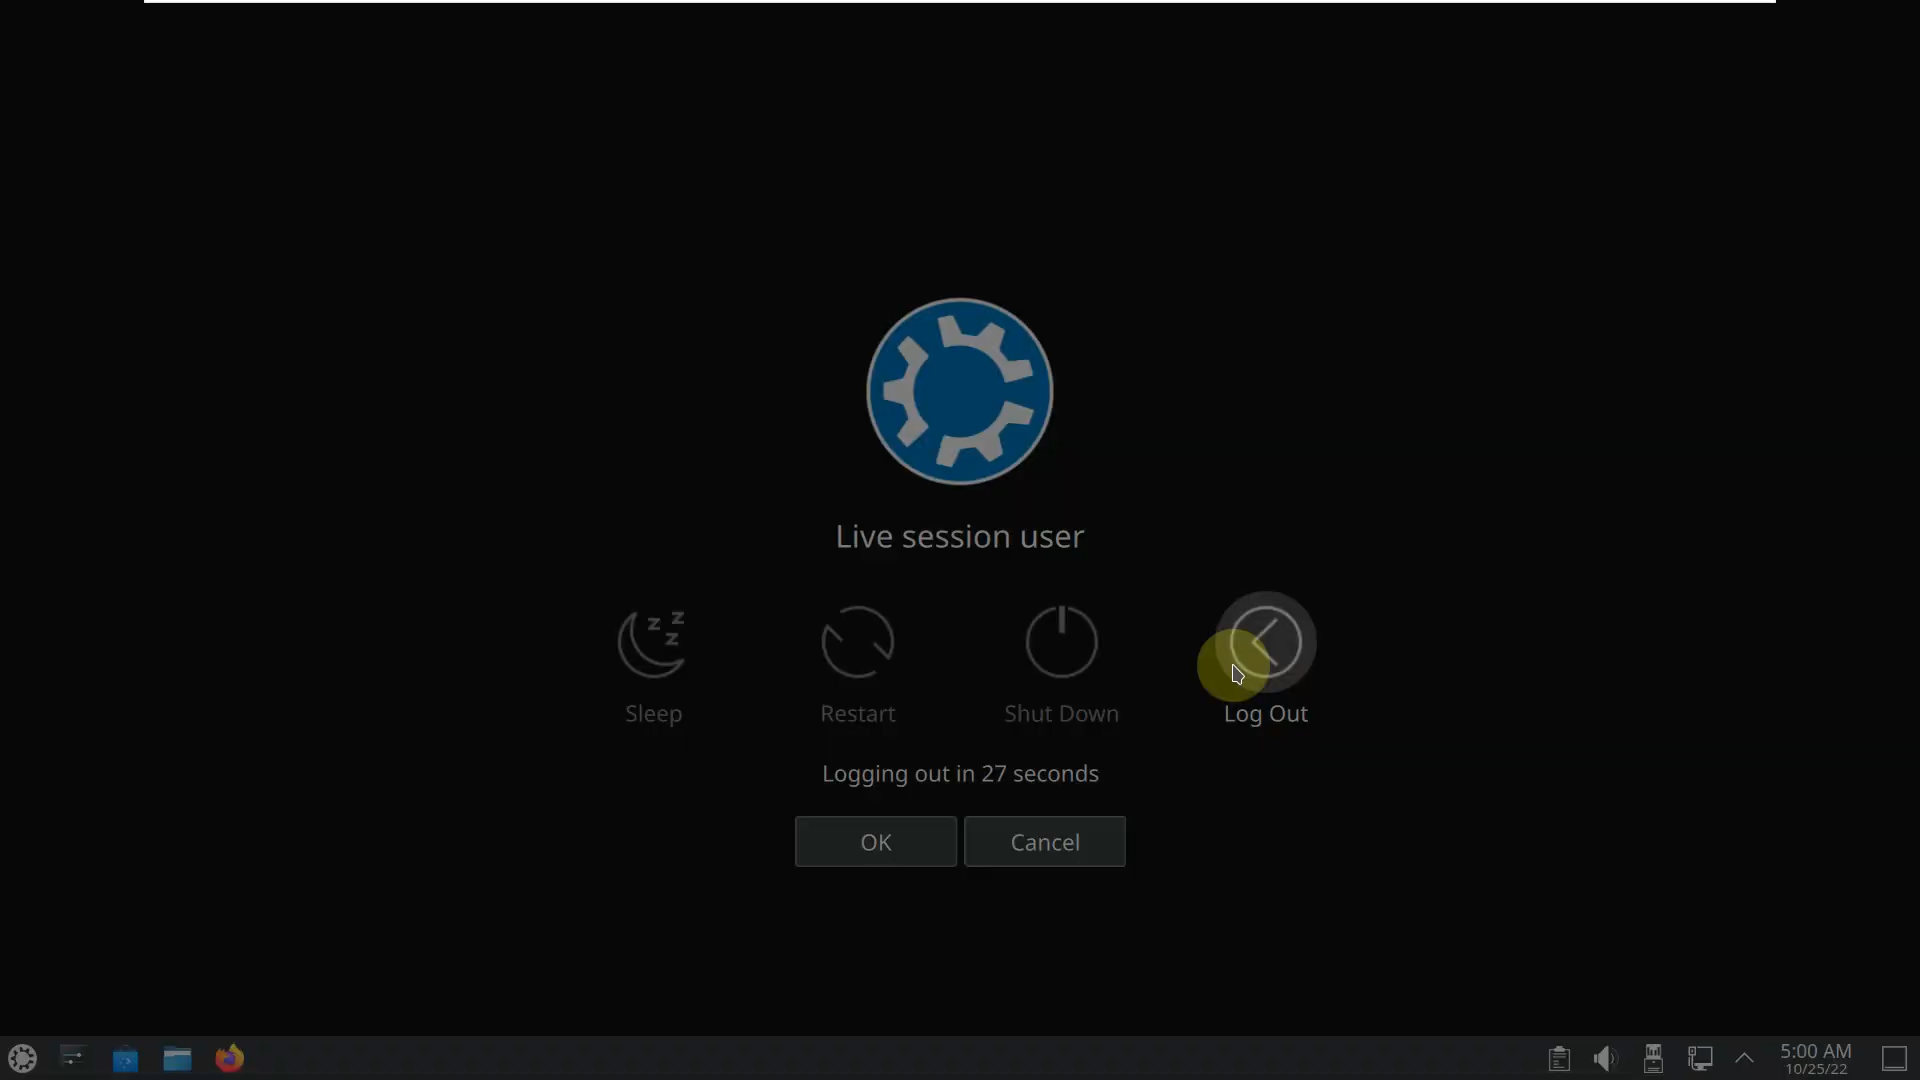 Live session user
Sleep
Restart
Shut Down
Log Out
Logging out in 27 seconds
OK
Cancel
5:00 AM
10/25/22